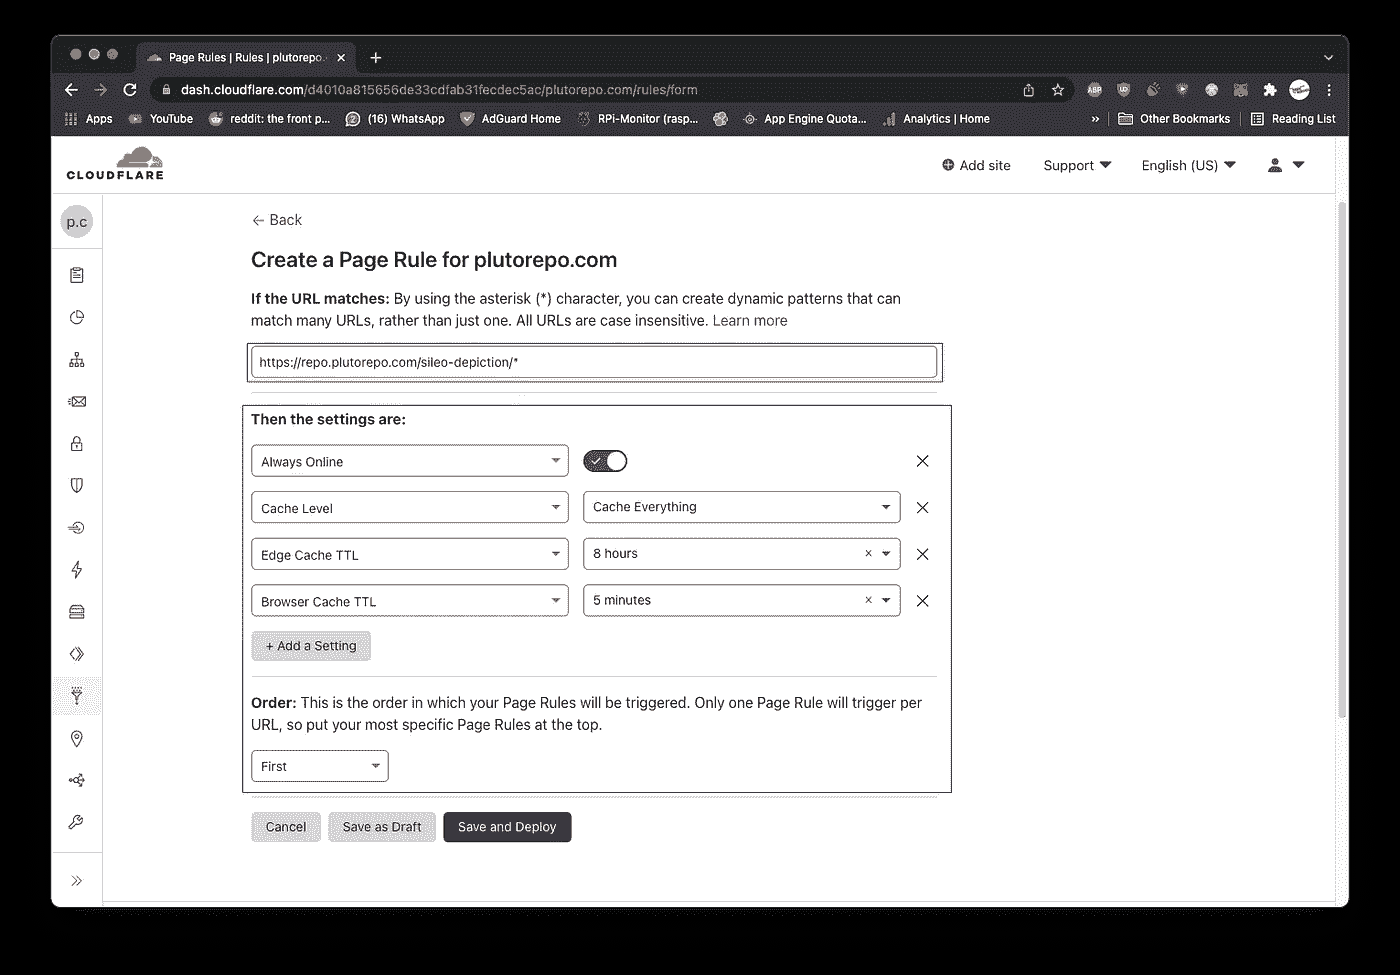 Page Rules | Rules | plutorepo.
dash.cloudflare.com/d4010a815656de33cdfab31fecdec5ac/plutorepo.com/rules/form
ABP
Apps YouTube reddit: the front p... (16) WhatsApp AdGuard Home RPi-Monitor (rasp... App Engine Quota... Analytics | Home » Other Bookmarks Reading List
CLOUDFLARE
Add site Support English (US)
p.c
← Back
Create a Page Rule for plutorepo.com
If the URL matches: By using the asterisk (*) character, you can create dynamic patterns that can
match many URLs, rather than just one. All URLs are case insensitive. Learn more
https://repo.plutorepo.com/sileo-depiction/*
Then the settings are:
Always Online
Cache Level Cache Everything
Edge Cache TTL 8 hours
Browser Cache TTL 5 minutes
+ Add a Setting
Order: This is the order in which your Page Rules will be triggered. Only one Page Rule will trigger per
URL, so put your most specific Page Rules at the top.
First
Cancel Save as Draft Save and Deploy